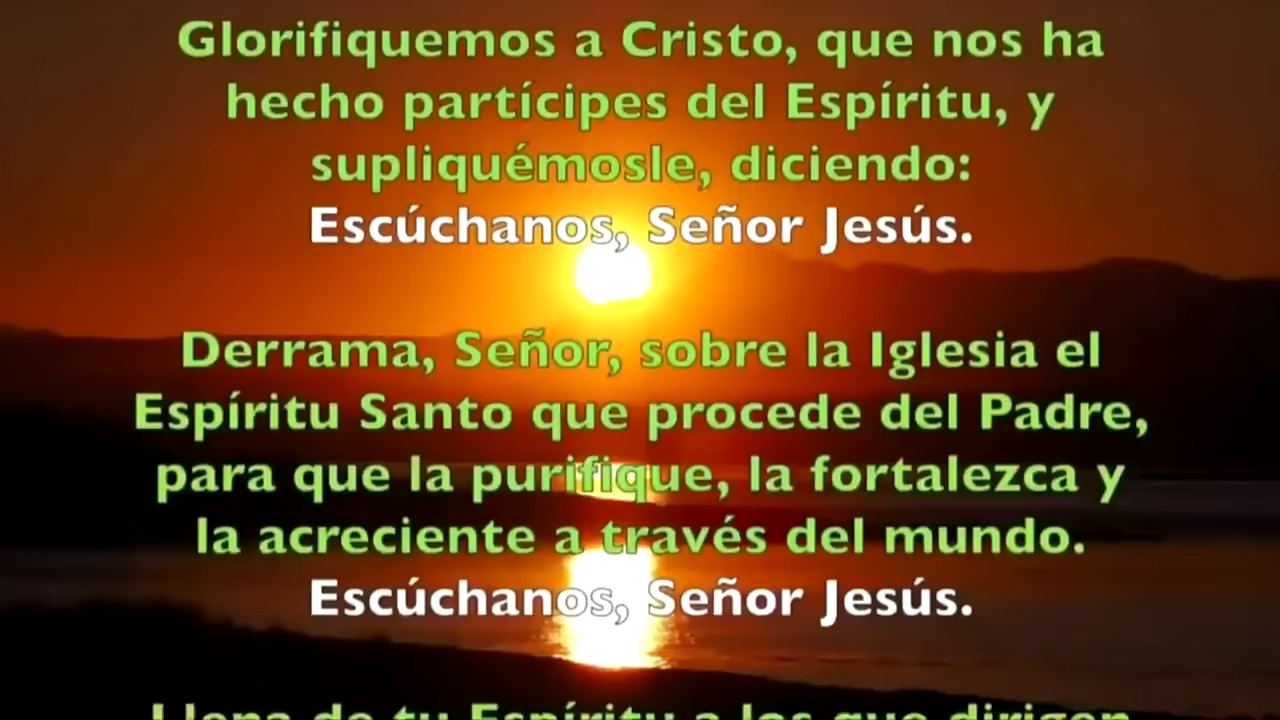 Glorifiquemos a Cristo, que nos ha
hecho partícipes del Espíritu, y
supliquémosle, diciendo:
Escúchanos, Señor Jesús.
Derrama, Señor, sobre la Iglesia el
Espíritu Santo que procede del Padre,
para que la purifique, la fortalezca y
la acreciente a través del mundo.
Escúchanos, Señor Jesús.
Llena de tu Espíritu a los que dirigen